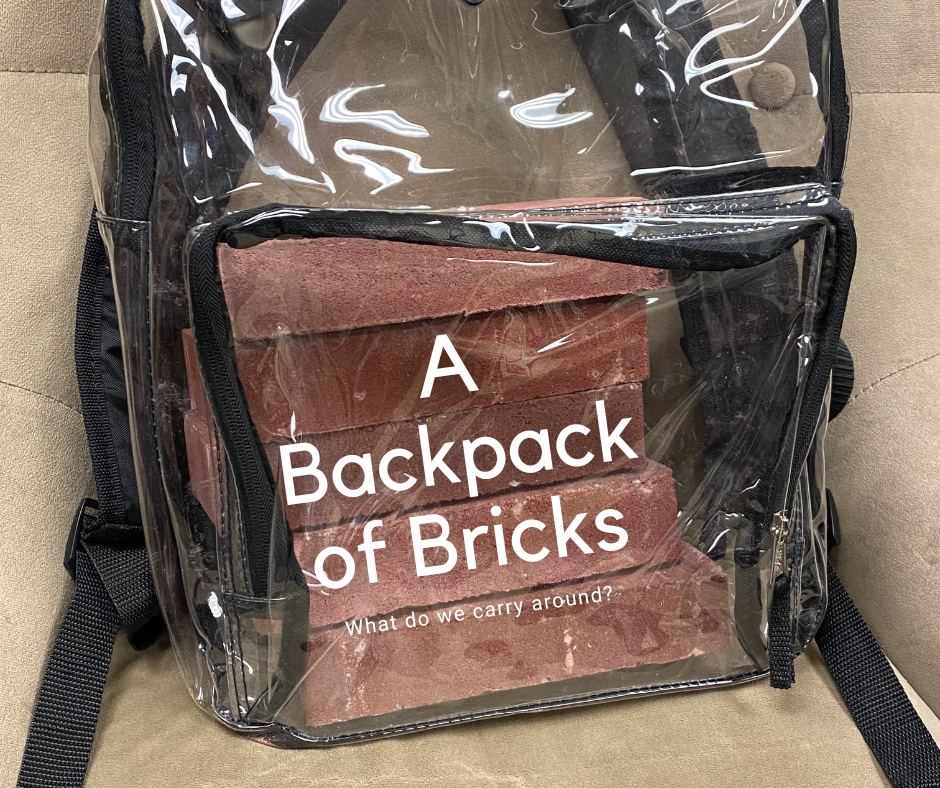 A
Backpack
of Bricks
What do we carry around?